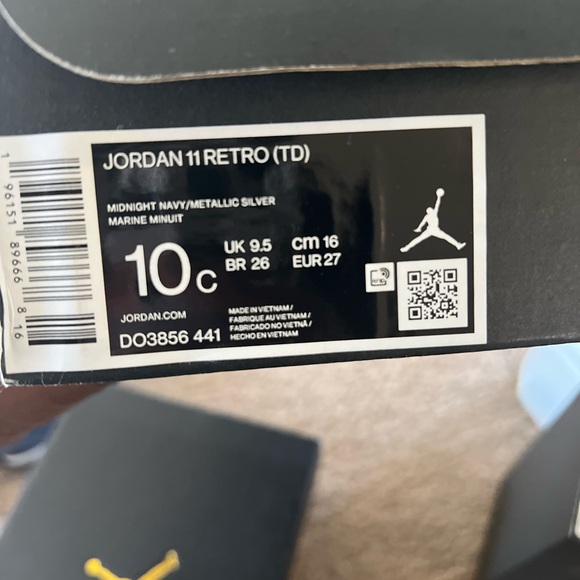 JORDAN 11 RETRO (TD)
MIDNIGHT NAVY/METALLIC SILVER
MARINE MINUIT
10C
UK 9.5 cm 16
BR 26 EUR 27
JORDAN.COM
DO3856 441
MADE IN VIETNAM /
FABRIQUE AU VIETNAM /
FABRICADO NO VIETNÃ /
HECHO EN VIETNAM
1 96151 89666 8 16